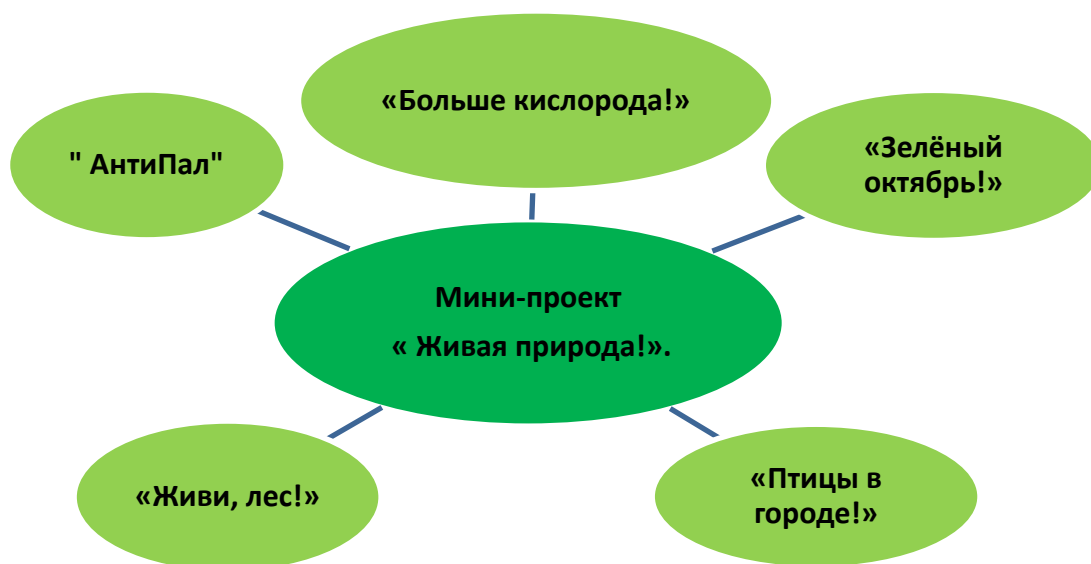 «Больше кислорода!»
" АнтиПал"
«Зелёный
октябрь!»
Мини-проект
« Живая природа!».
«Живи, лес!»
«Птицы в
городе!»